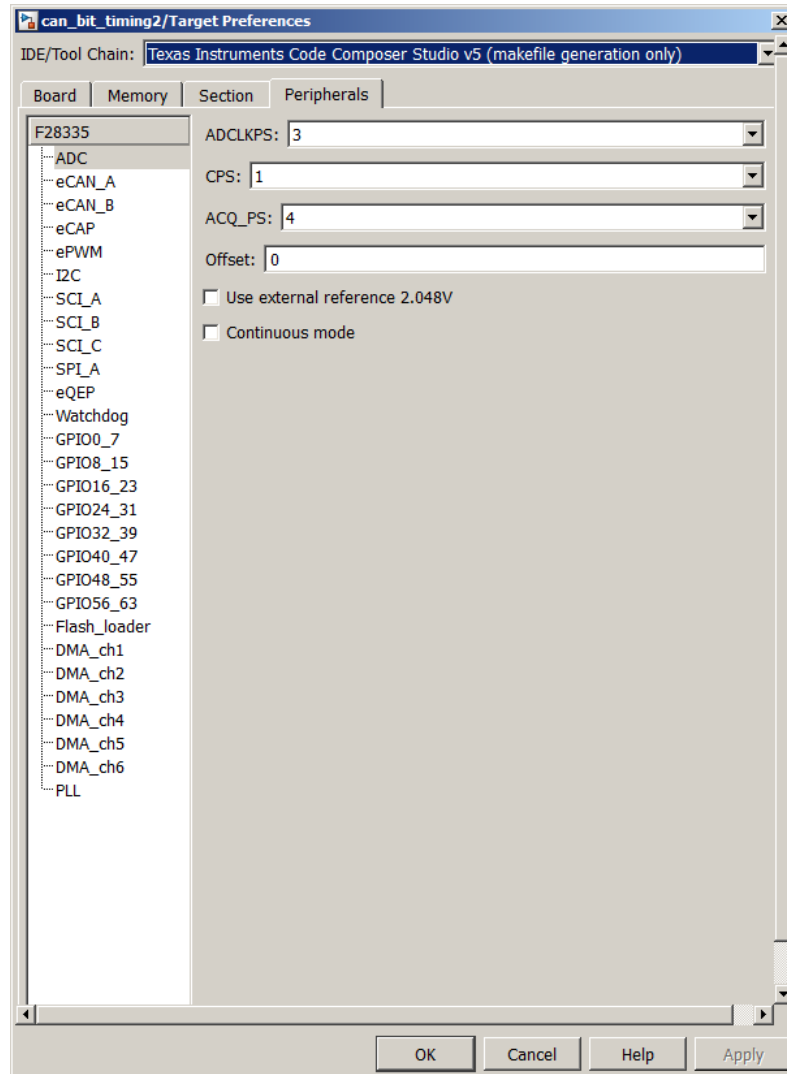 can_bit_timing2/Target Preferences
IDE/Tool Chain: Texas Instruments Code Composer Studio v5 (makefile generation only)
Board Memory Section Peripherals
F28335
ADC
eCAN_A
eCAN_B
eCAP
ePWM
I2C
SCI_A
SCI_B
SCI_C
SPI_A
eQEP
Watchdog
GPIO0_7
GPIO8_15
GPIO16_23
GPIO24_31
GPIO32_39
GPIO40_47
GPIO48_55
GPIO56_63
Flash_loader
DMA_ch1
DMA_ch2
DMA_ch3
DMA_ch4
DMA_ch5
DMA_ch6
PLL
ADCLKPS: 3
CPS: 1
ACQ_PS: 4
Offset: 0
Use external reference 2.048V
Continuous mode
OK Cancel Help Apply